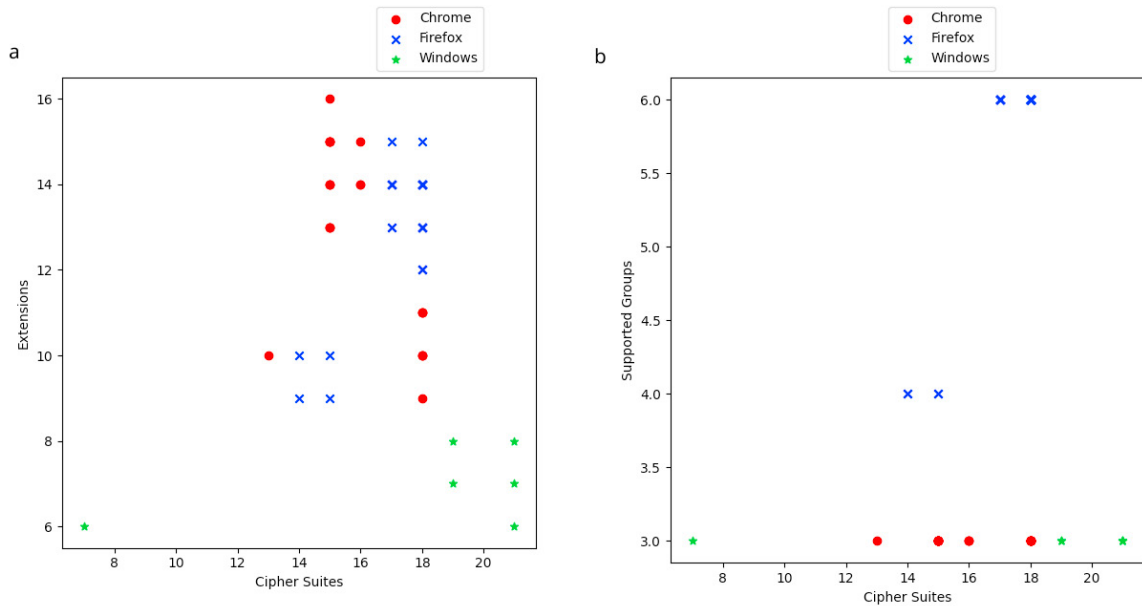 a
Chrome
Firefox
Windows
16
14
12
10
8
6
Extensions
8 10 12 14 16 18 20
Cipher Suites
b
Chrome
Firefox
Windows
6.0
5.5
5.0
4.5
4.0
3.5
3.0
Supported Groups
8 10 12 14 16 18 20
Cipher Suites